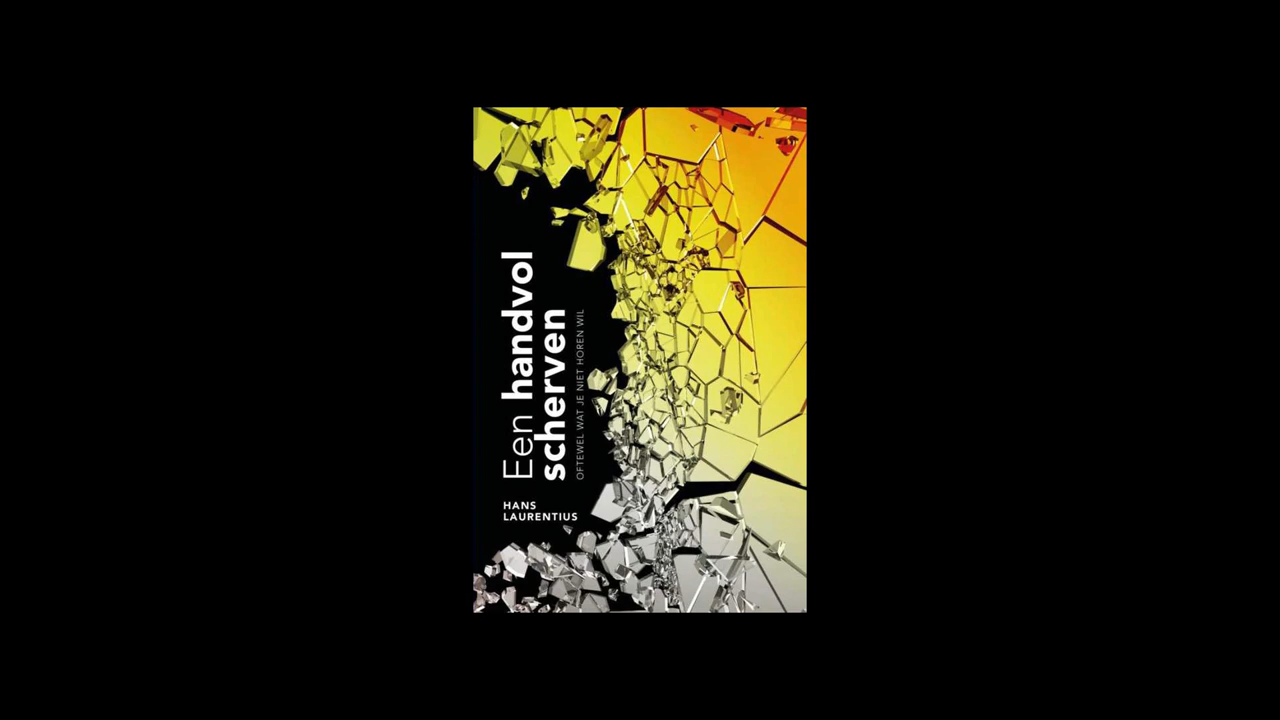 Een handvol
scherven
OFTEWEL WAT JE NIET HOREN WIL
HANS
LAURENTIUS